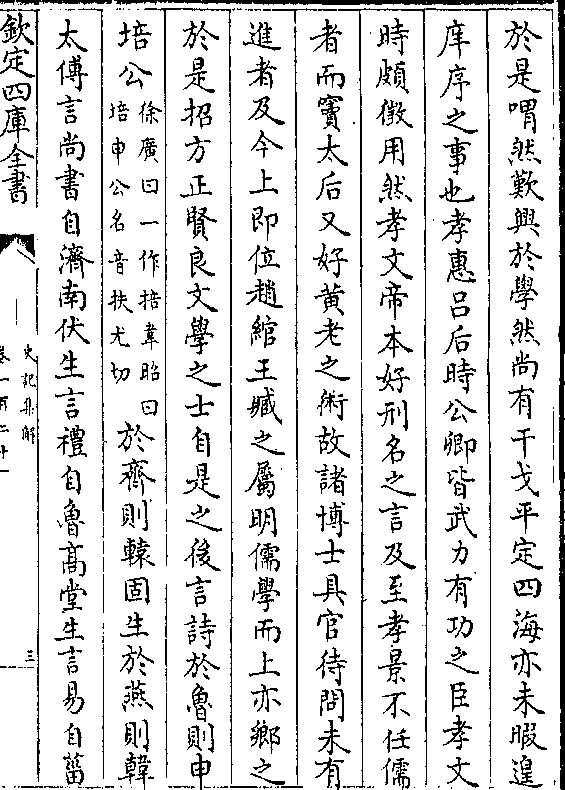 於是喟然歎興於學然尚有干戈平定四海亦未暇遑
庠序之事也孝惠呂后時公卿皆武力有功之臣孝文
時頗徴用然孝文帝本好刑名之言及至孝景不任儒
者而竇太后又好黄老之術故諸博士具官待問未有
進者及今上即位趙綰王臧之屬明儒學而上亦鄉之
於是招方正賢良文學之士自是之後言詩於魯則申
培公
徐廣曰一作掊韋昭曰
培申公名音扶尤切
於齊則轅固生於燕則韓
太傅言尚書自濟南伏生言禮自魯髙堂生言易自菑
欽定四庫全書
史記集解
卷一百二十一
三